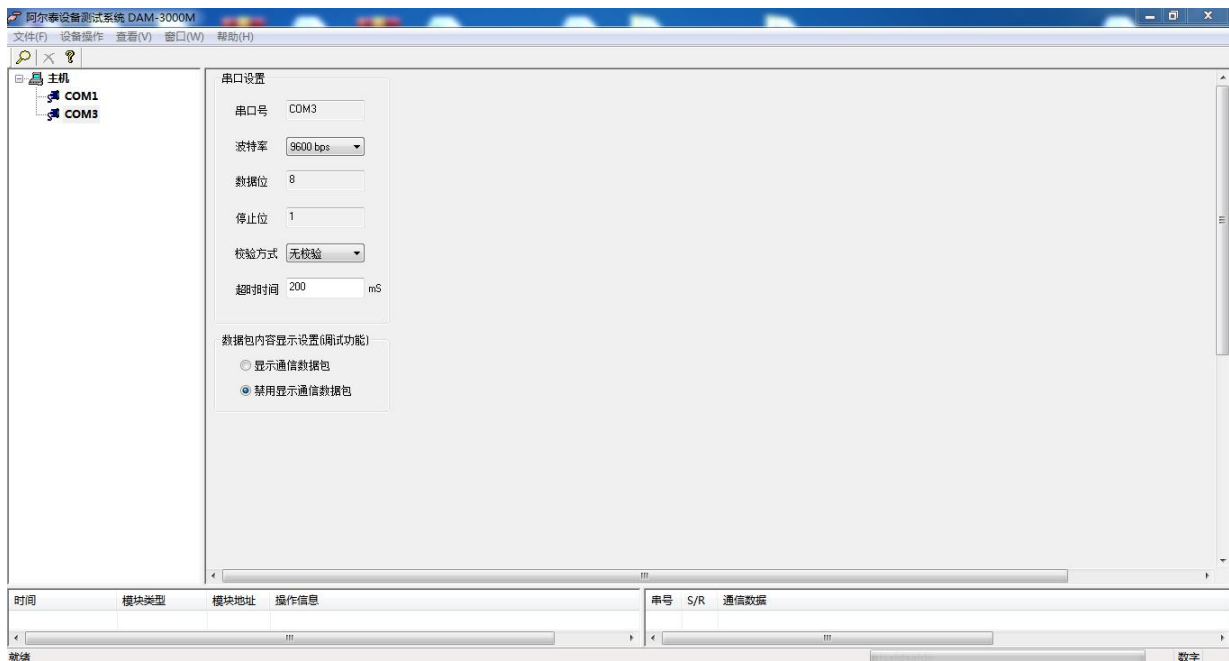 阿尔泰设备测试系统 DAM-3000M
文件(F) 设备操作 查看(V) 窗口(W) 帮助(H)
主机
COM1
COM3
串口设置
串口号 COM3
波特率 9600 bps
数据位 8
停止位 1
校验方式 无校验
超时时间 200 mS
数据包内容显示设置(调试功能)
显示通信数据包
禁用显示通信数据包
时间 模块类型 模块地址 操作信息
串号 S/R 通信数据
就绪
数字